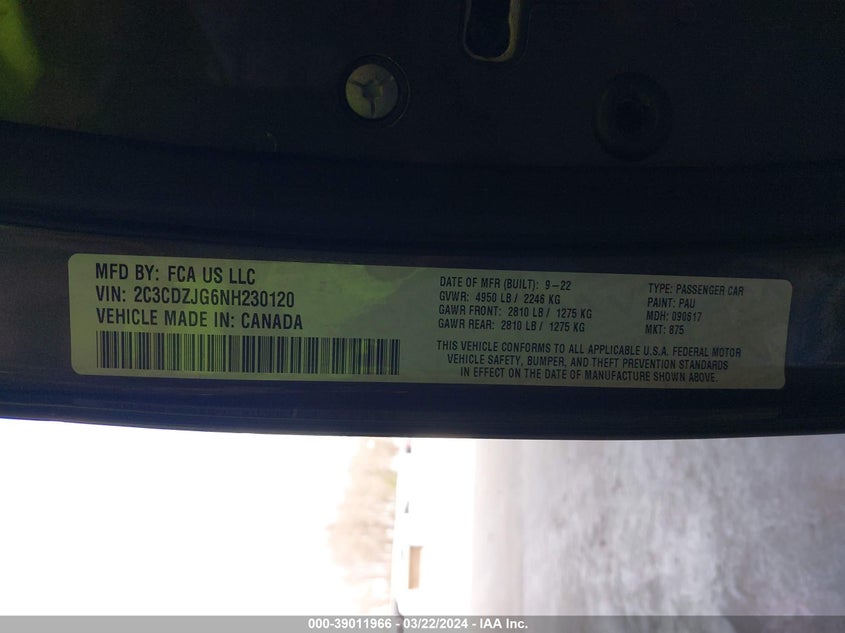 MFD BY: FCA US LLC
VIN: 2C3CDZJG6NH230120
VEHICLE MADE IN: CANADA
DATE OF MFR (BUILT): 9-22
GVWR: 4950 LB / 2246 KG
GAWR FRONT: 2810 LB / 1275 KG
GAWR REAR: 2810 LB / 1275 KG
TYPE: PASSENGER CAR
PAINT: PAU
MDH: 090617
MKT: 875
THIS VEHICLE CONFORMS TO ALL APPLICABLE U.S.A. FEDERAL MOTOR
VEHICLE SAFETY, BUMPER, AND THEFT PREVENTION STANDARDS
IN EFFECT ON THE DATE OF MANUFACTURE SHOWN ABOVE.
000-39011966 - 03/22/2024 - IAA Inc.